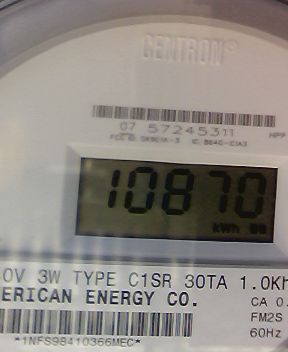 CENTRON®
07 57245311
10870
kWh
0V 3W TYPE C1SR 30TA 1.0Kh
ERICAN ENERGY CO.
CA 0.
FM2S
60Hz
*1NFS98410366MEC*